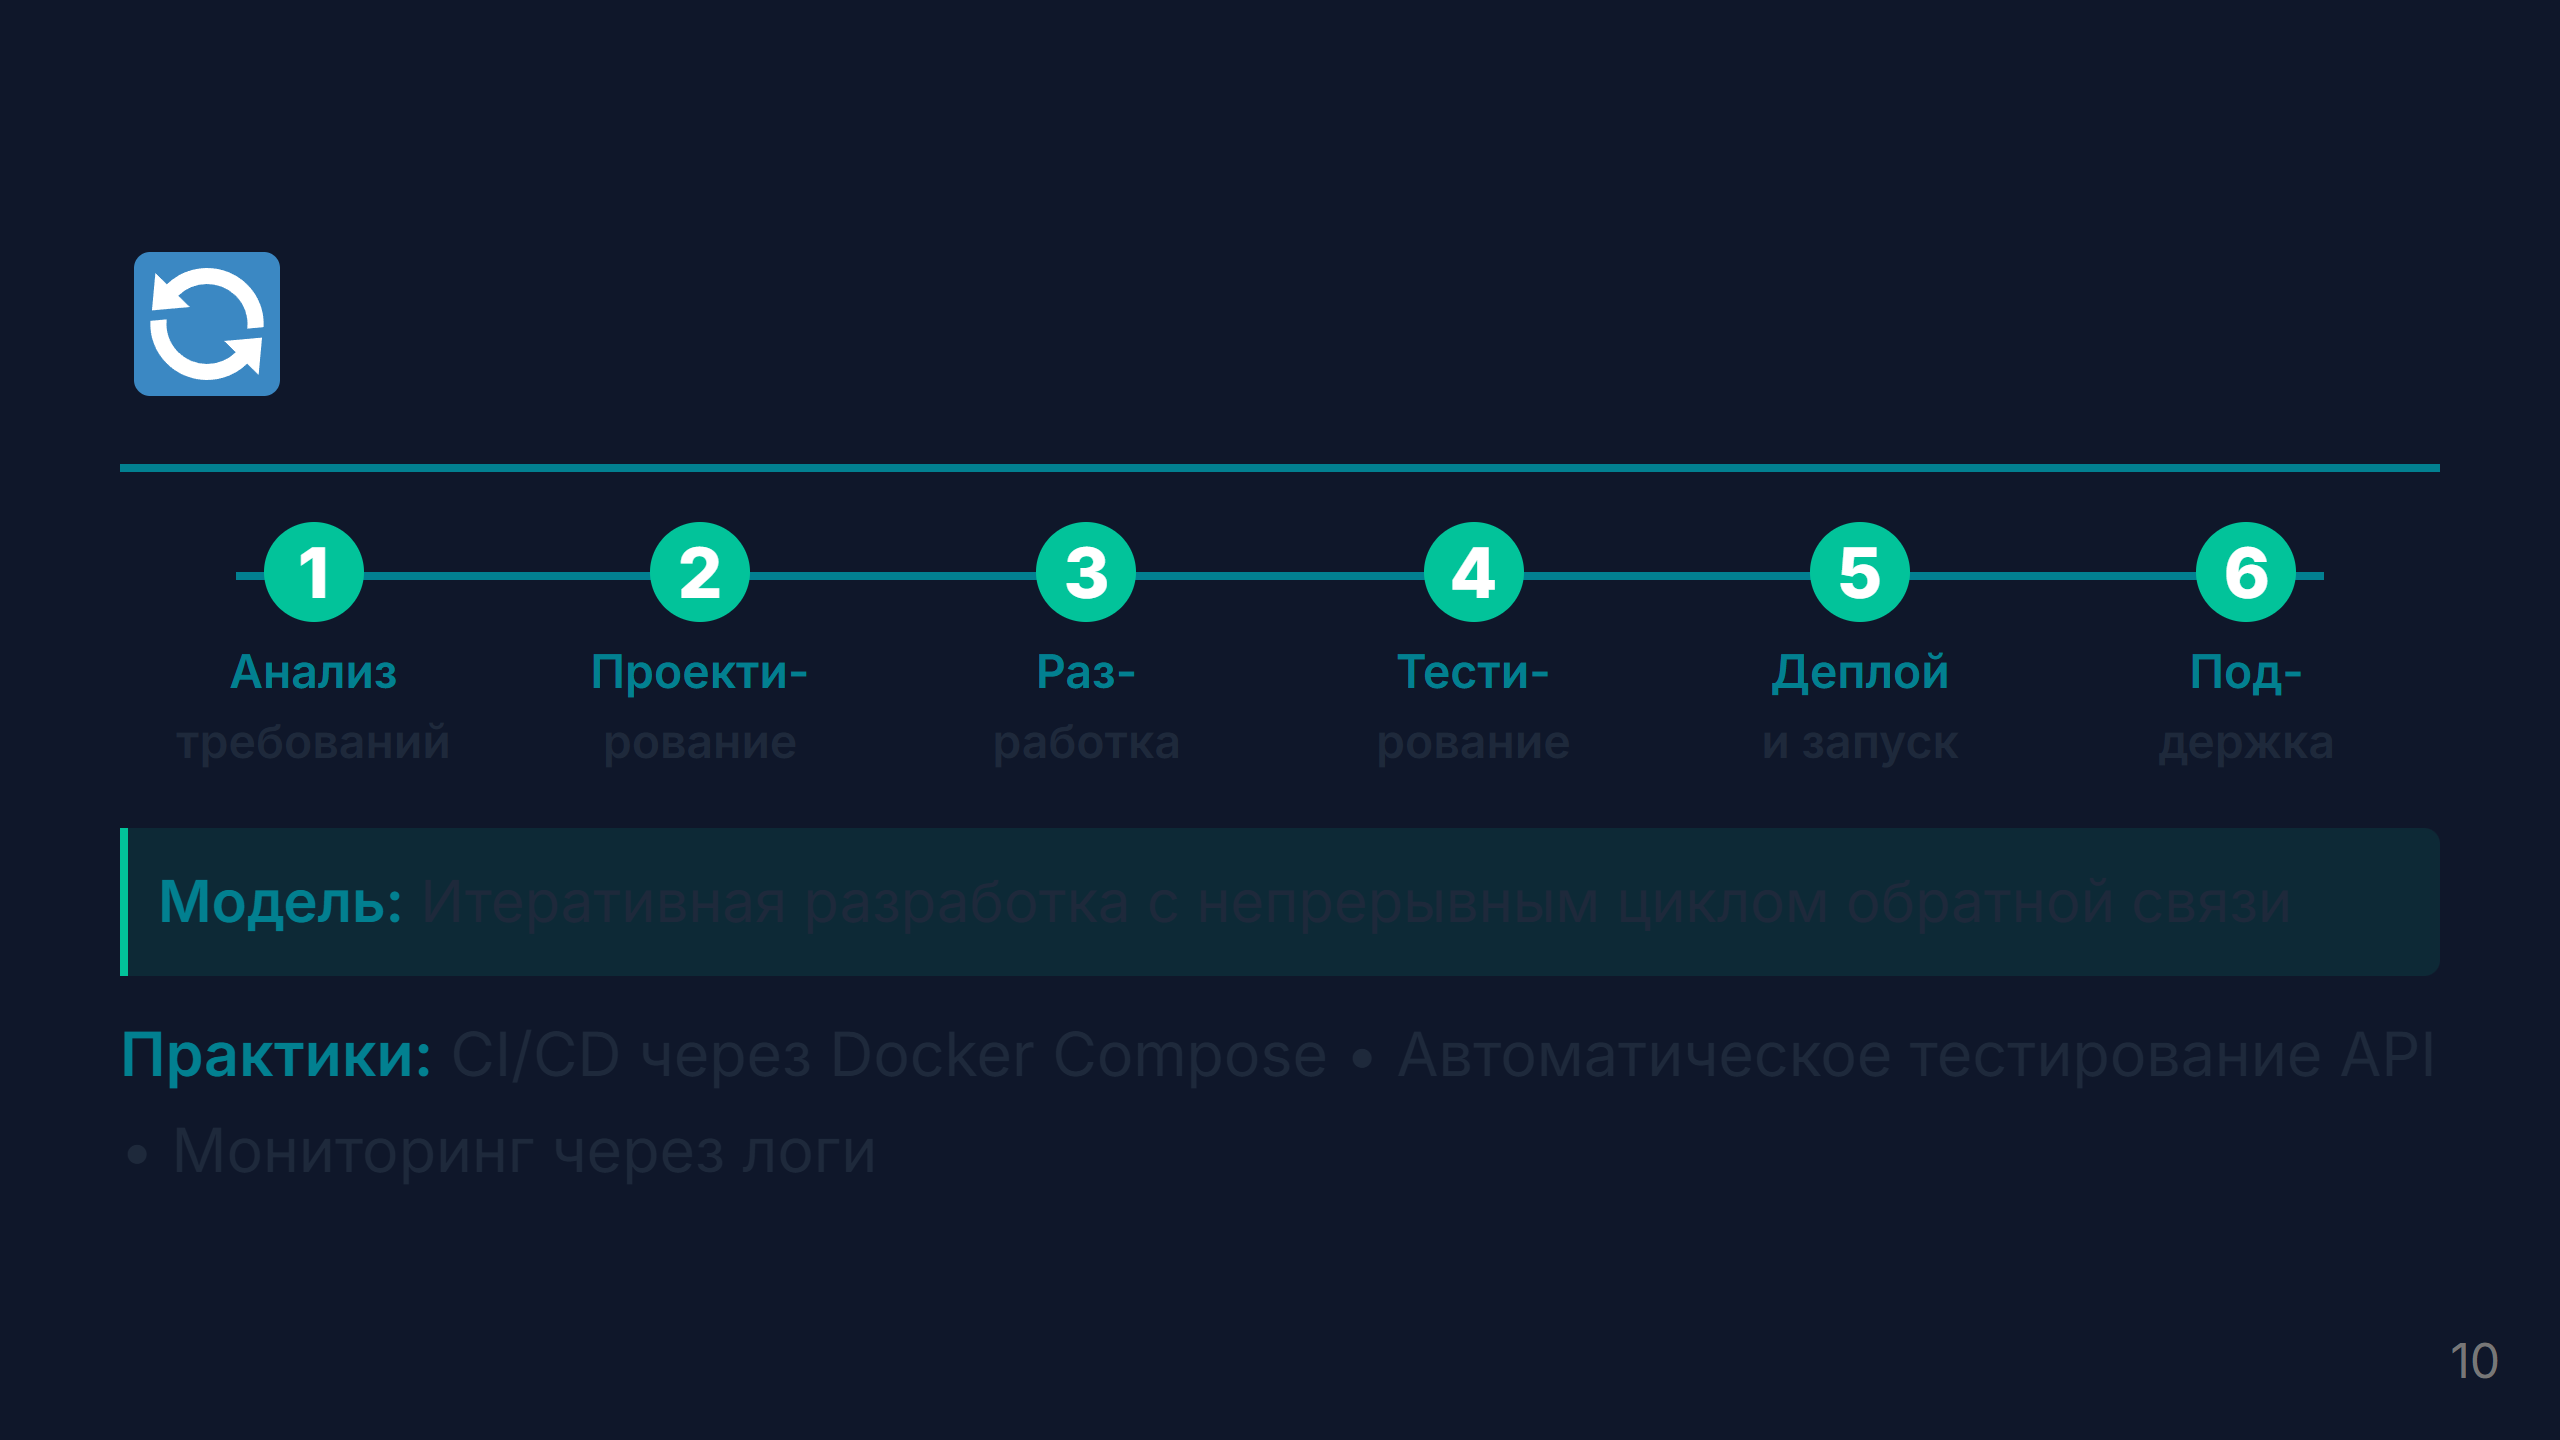 1 2 3 4 5 6
Анализ Проекти- Раз- Тести- Деплой Под-
требований рование работка рование и запуск держка
Модель: Итеративная разработка с непрерывным циклом обратной связи
Практики: CI/CD через Docker Compose • Автоматическое тестирование API
• Мониторинг через логи
10